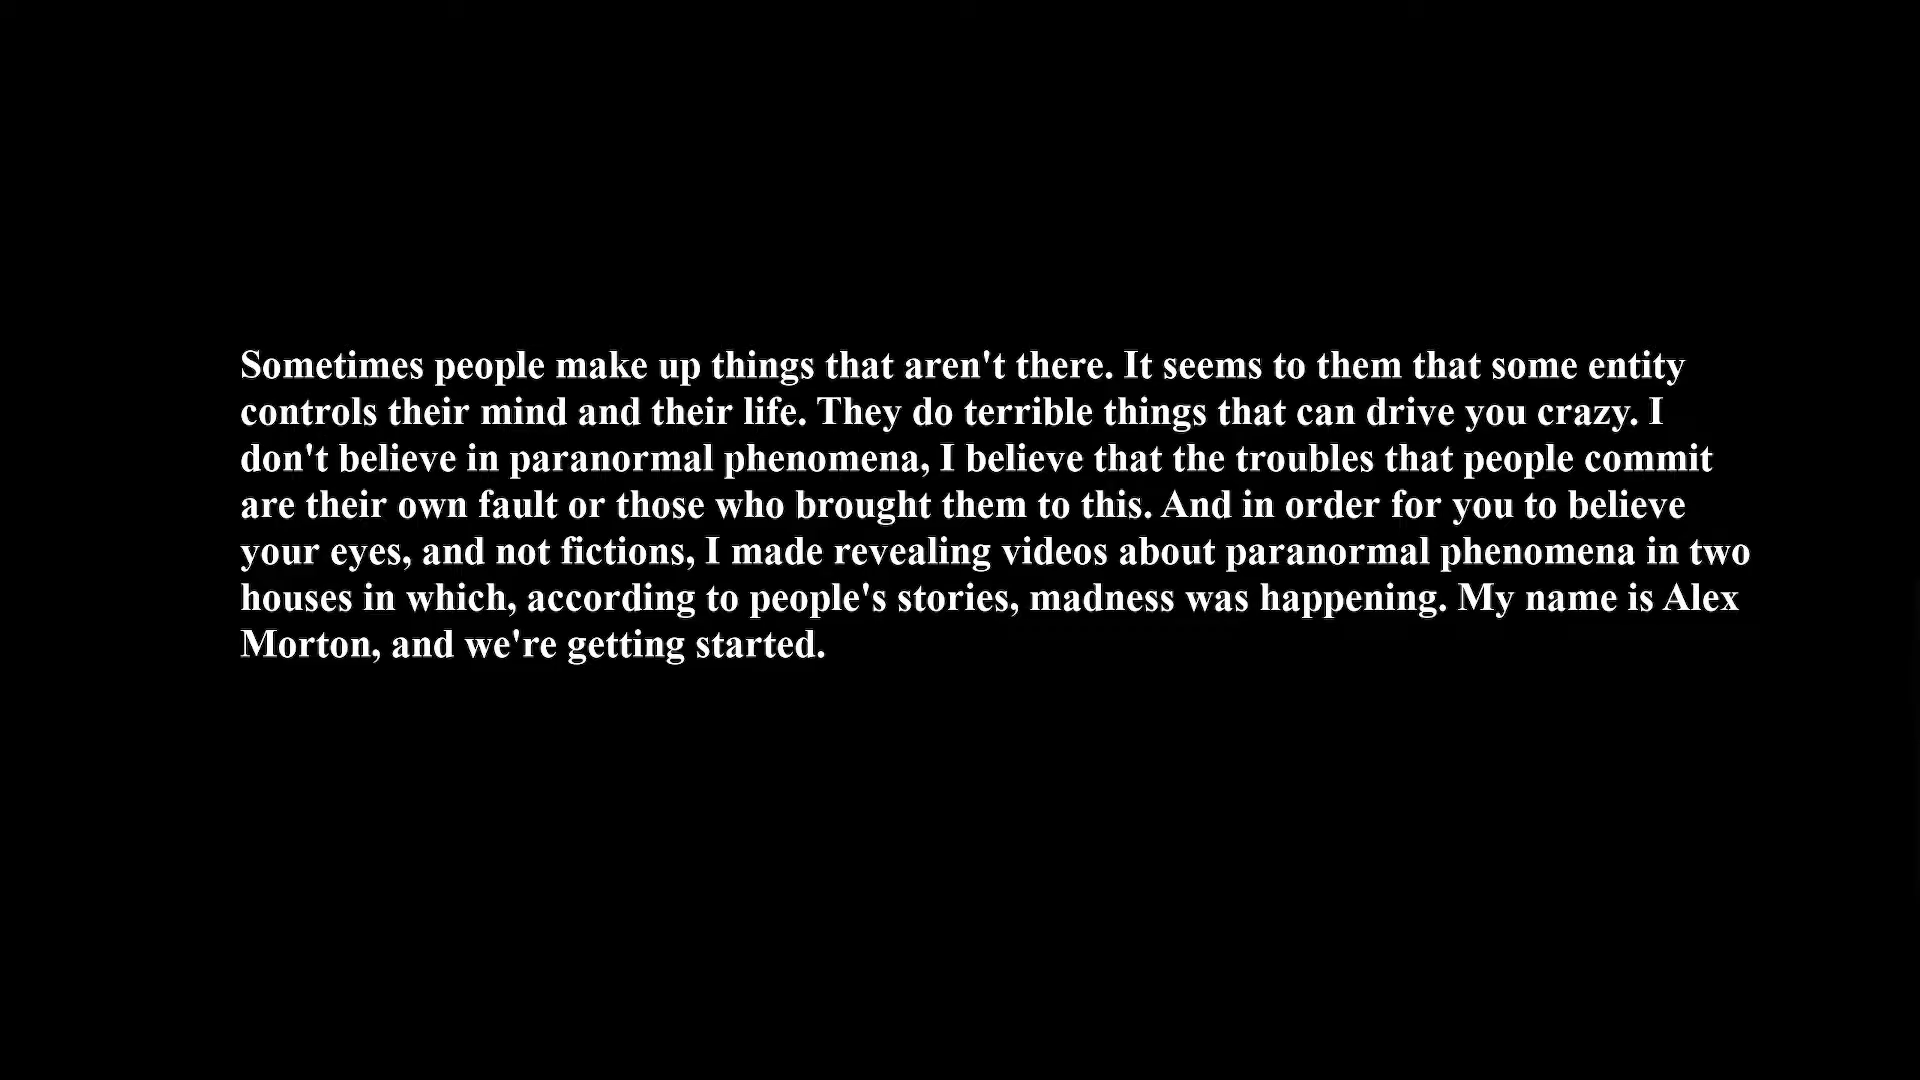 Sometimes people make up things that aren't there. It seems to them that some entity
controls their mind and their life. They do terrible things that can drive you crazy. I
don't believe in paranormal phenomena, I believe that the troubles that people commit
are their own fault or those who brought them to this. And in order for you to believe
your eyes, and not fictions, I made revealing videos about paranormal phenomena in two
houses in which, according to people's stories, madness was happening. My name is Alex
Morton, and we're getting started.